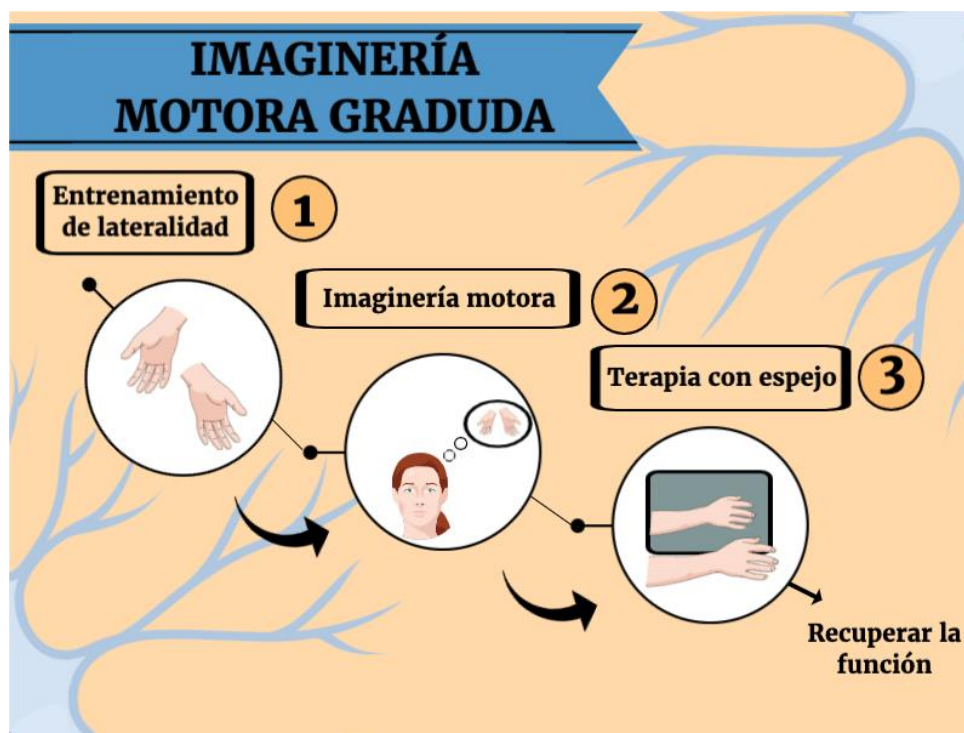 IMAGINERÍA
MOTORA GRADUDA
Entrenamiento
de lateralidad
1
Imaginería motora
2
Terapia con espejo
3
Recuperar la
función